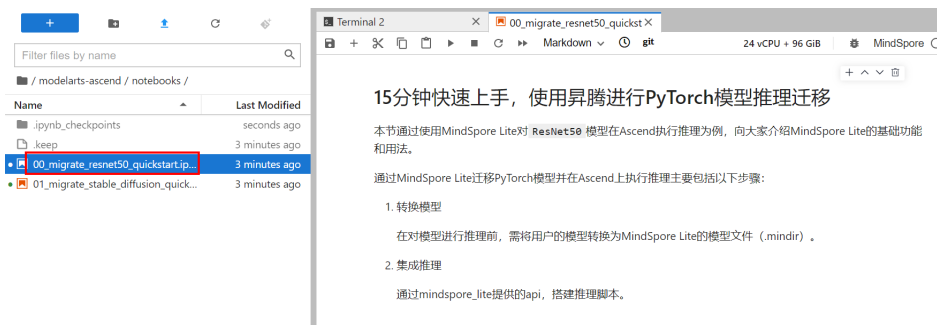 Terminal 2
00_migrate_resnet50_quickst
Filter files by name
Markdown
git
24 vCPU + 96 GiB
MindSpore
/ modelarts-ascend / notebooks /
Name
Last Modified
.ipynb_checkpoints
seconds ago
.keep
3 minutes ago
00_migrate_resnet50_quickstart.ip...
3 minutes ago
01_migrate_stable_diffusion_quick...
3 minutes ago
15分钟快速上手，使用昇腾进行PyTorch模型推理迁移
本节通过使用MindSpore Lite对 ResNet50 模型在Ascend执行推理为例，向大家介绍MindSpore Lite的基础功能
和用法。
通过MindSpore Lite迁移PyTorch模型并在Ascend上执行推理主要包括以下步骤：
1. 转换模型
在对模型进行推理前，需将用户的模型转换为MindSpore Lite的模型文件（.mindir）。
2. 集成推理
通过mindspore_lite提供的api，搭建推理脚本。